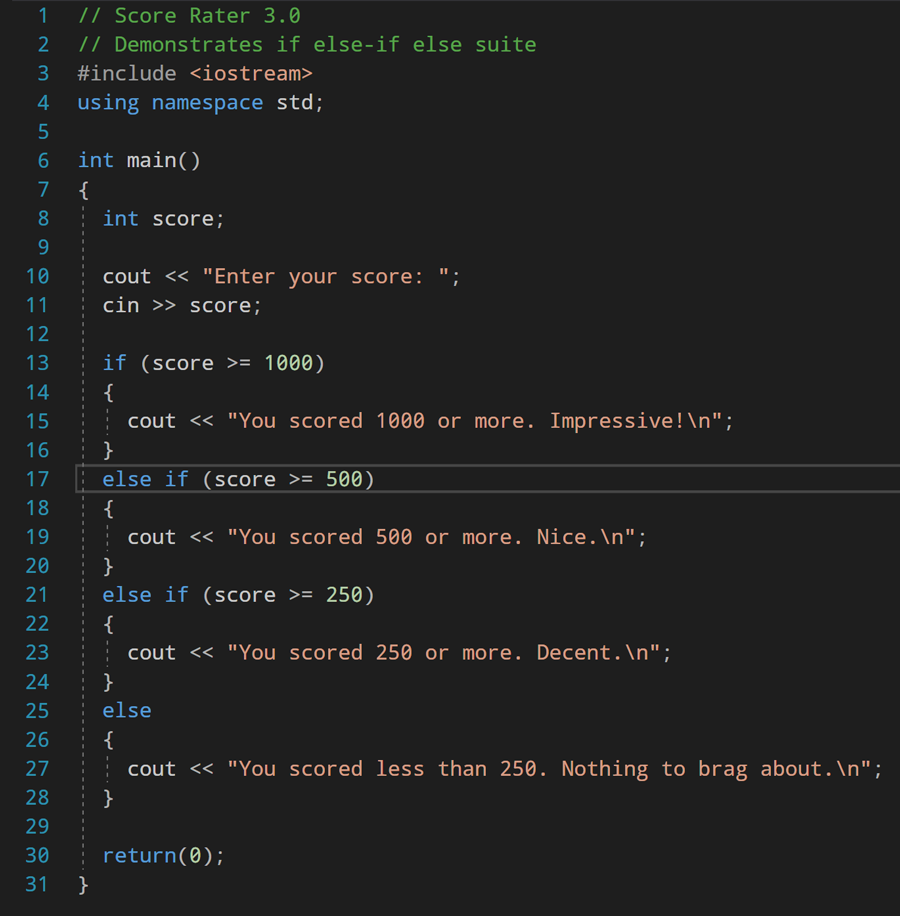 1 // Score Rater 3.0
2 // Demonstrates if else-if else suite
3 #include <iostream>
4 using namespace std;
5
6 int main()
7 {
8   int score;
9
10   cout << "Enter your score: ";
11   cin >> score;
12
13   if (score >= 1000)
14   {
15     cout << "You scored 1000 or more. Impressive!\n";
16   }
17   else if (score >= 500)
18   {
19     cout << "You scored 500 or more. Nice.\n";
20   }
21   else if (score >= 250)
22   {
23     cout << "You scored 250 or more. Decent.\n";
24   }
25   else
26   {
27     cout << "You scored less than 250. Nothing to brag about.\n";
28   }
29
30   return(0);
31 }